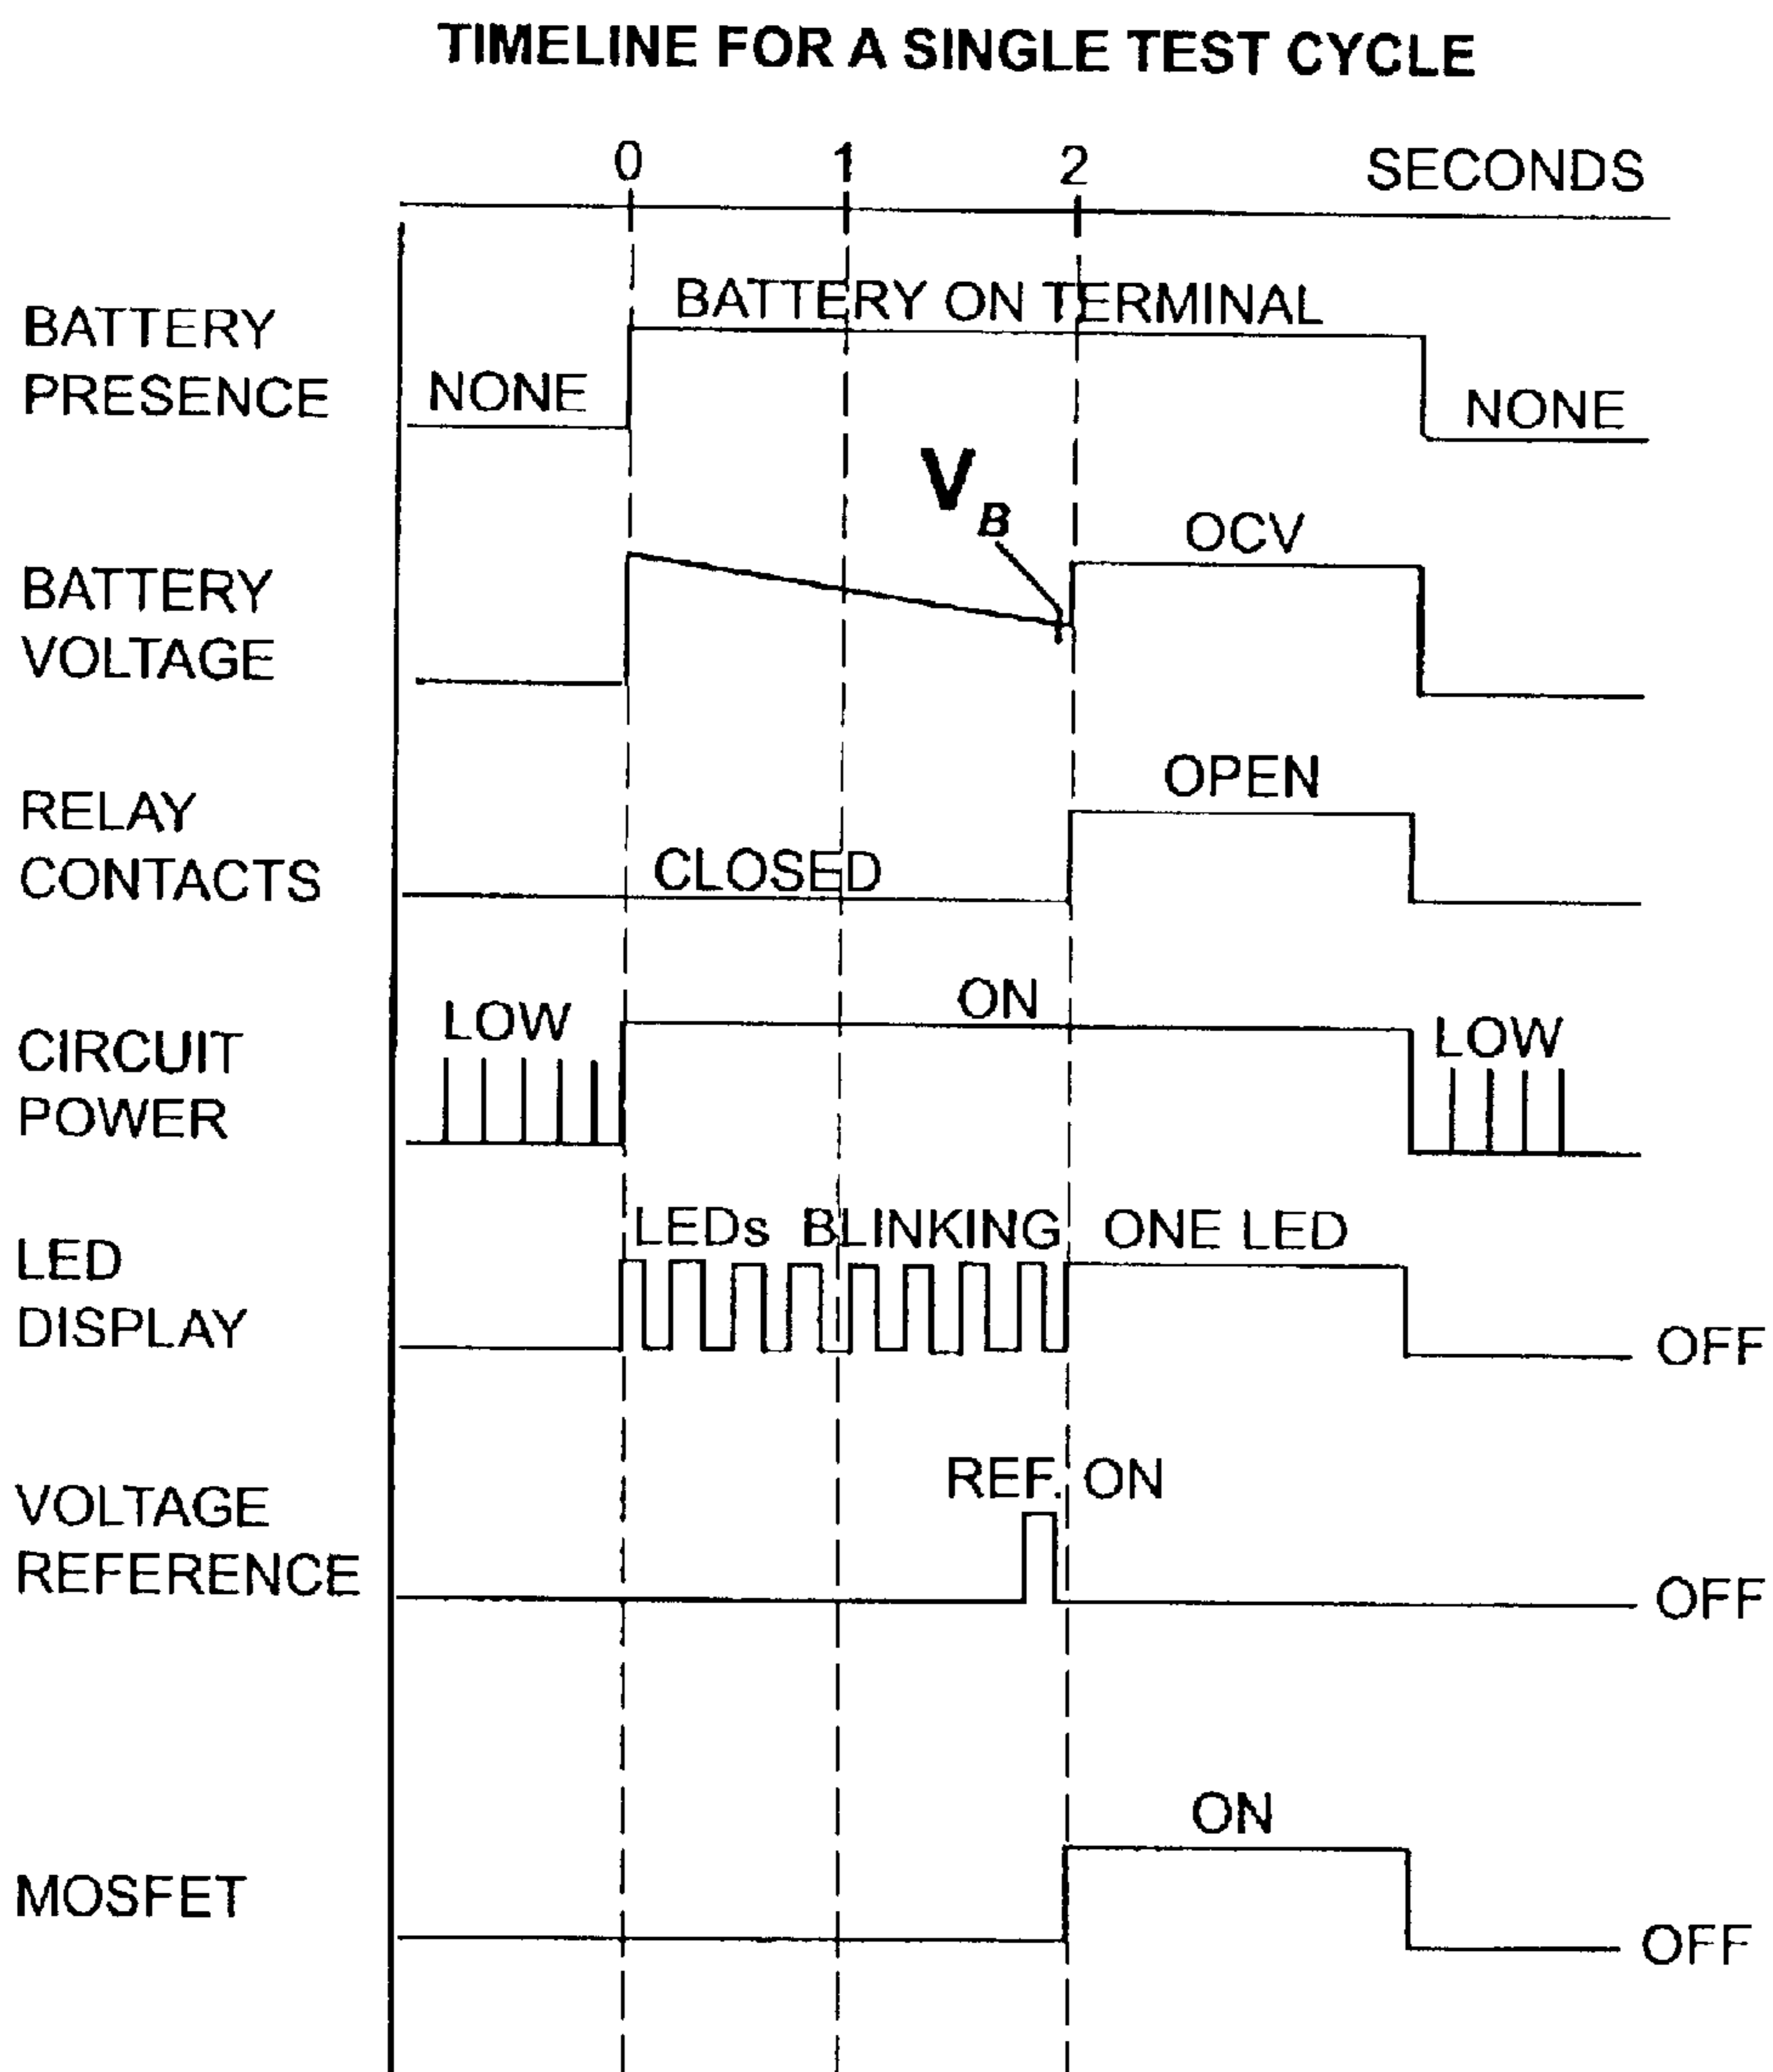 TIMELINE FOR A SINGLE TEST CYCLE
0 1 2 SECONDS
BATTERY ON TERMINAL
BATTERY
PRESENCE
NONE
NONE
V B
OCV
BATTERY
VOLTAGE
OPEN
RELAY
CONTACTS
CLOSED
ON
LOW
LOW
CIRCUIT
POWER
LEDs BLINKING ONE LED
LED
DISPLAY
OFF
REF. ON
VOLTAGE
REFERENCE
OFF
ON
MOSFET
OFF